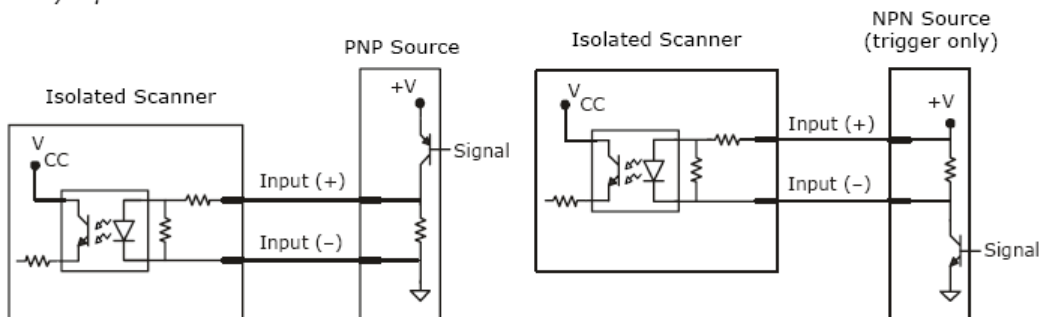 PNP Source
Isolated Scanner
+V
V
CC
Signal
Input (+)
Input (–)
NPN Source
(trigger only)
Isolated Scanner
V
CC
+V
Input (+)
Input (–)
Signal